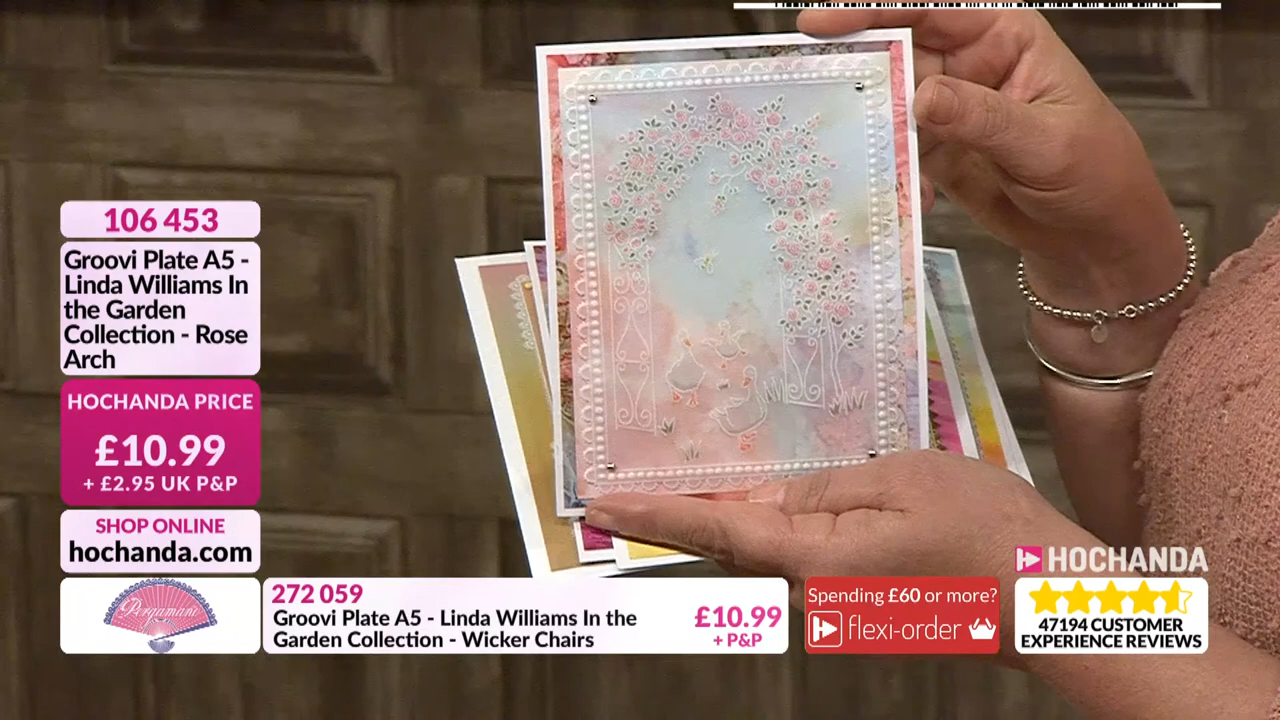 106 453
Groovi Plate A5 -
Linda Williams In
the Garden
Collection - Rose
Arch
HOCHANDA PRICE
£10.99
+ £2.95 UK P&P
SHOP ONLINE
hochanda.com
Pergamano
272 059
Groovi Plate A5 - Linda Williams In the
Garden Collection - Wicker Chairs
£10.99
+ P&P
Spending £60 or more?
flexi-order
HOCHANDA
47194 CUSTOMER
EXPERIENCE REVIEWS